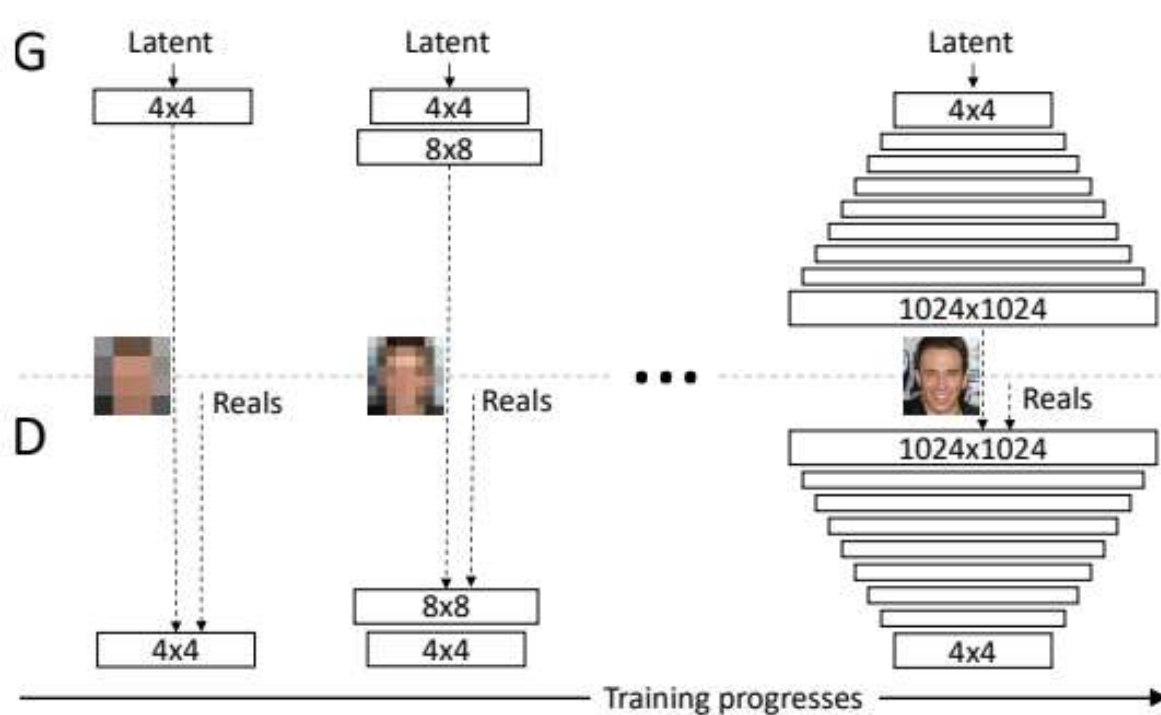 G
Latent
Latent
Latent
4x4
4x4
4x4
8x8
1024x1024
Reals
Reals
Reals
D
1024x1024
8x8
4x4
4x4
4x4
Training progresses